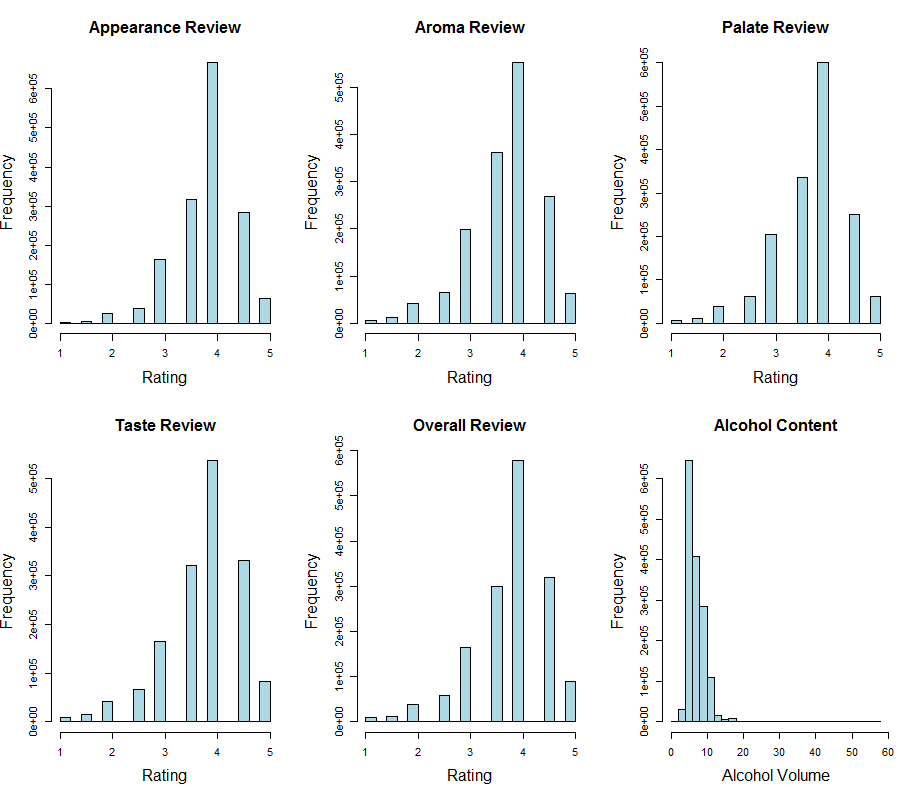 Appearance Review
Frequency
6e+05
5e+05
4e+05
3e+05
2e+05
1e+05
0e+00
1 2 3 4 5
Rating
Aroma Review
Frequency
5e+05
4e+05
3e+05
2e+05
1e+05
0e+00
1 2 3 4 5
Rating
Palate Review
Frequency
6e+05
5e+05
4e+05
3e+05
2e+05
1e+05
0e+00
1 2 3 4 5
Rating
Taste Review
Frequency
5e+05
4e+05
3e+05
2e+05
1e+05
0e+00
1 2 3 4 5
Rating
Overall Review
Frequency
6e+05
5e+05
4e+05
3e+05
2e+05
1e+05
0e+00
1 2 3 4 5
Rating
Alcohol Content
Frequency
5e+05
4e+05
3e+05
2e+05
1e+05
0e+00
0 10 20 30 40 50 60
Alcohol Volume